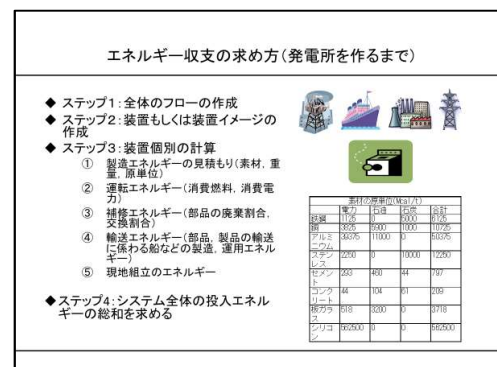 エネルギー収支の求め方(発電所を作るまで)
◆ ステップ1:全体のフローの作成
◆ ステップ2:装置もしくは装置イメージの
作成
◆ ステップ3:装置個別の計算
① 製造エネルギーの見積もり(素材、重
量、原単位)
② 運転エネルギー(消費燃料、消費電
力)
③ 補修エネルギー(部品の廃棄割合、
交換割合)
④ 輸送エネルギー(部品、製品の輸送
に係わる船などの製造、運用エネル
ギー)
⑤ 現地組立のエネルギー
◆ステップ4:システム全体の投入エネル
ギーの総和を求める
素材の原単位(Mcal/t)
電力 石油 石炭 合計
鉄鋼 1125 0 5000 6125
銅 3825 5900 1000 10725
アルミ
ニウム 39375 11000 0 50375
ステン
レス 2250 0 10000 12250
セメン
ト 293 460 44 797
コンク
リート 44 104 61 209
板ガラ
ス 518 3200 0 3718
シリコ
ン 562500 0 0 562500